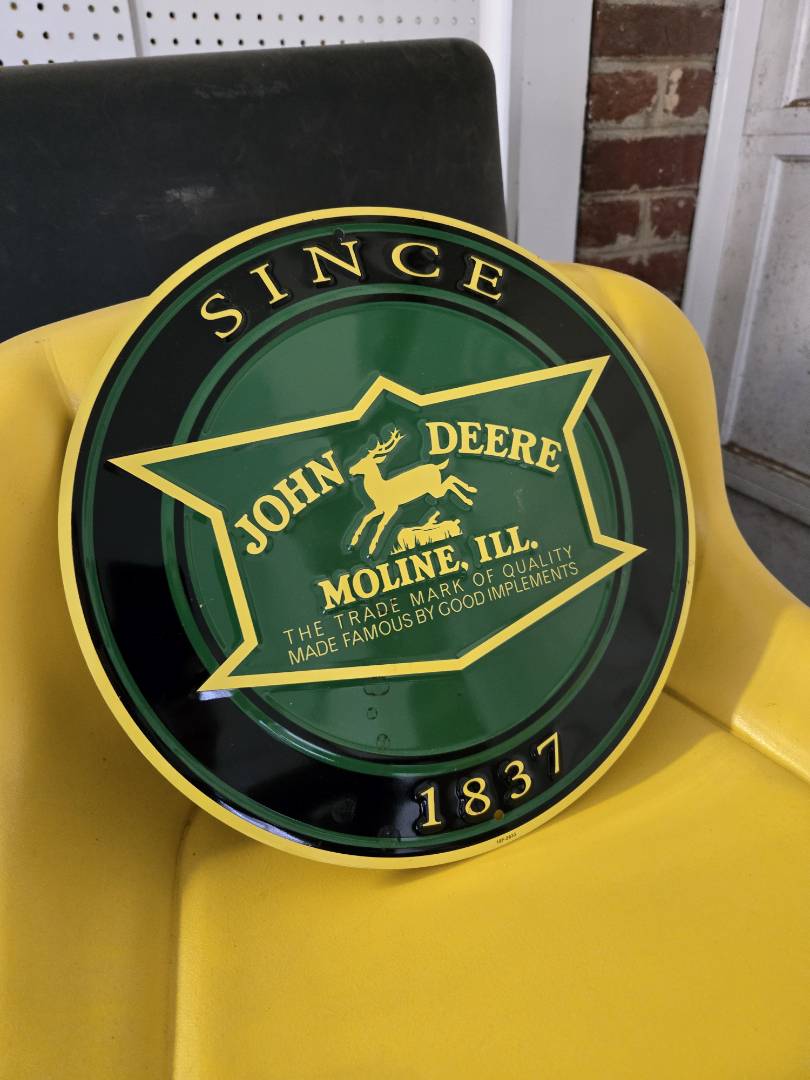 SINCE
JOHN DEERE
MOLINE, ILL.
THE TRADE MARK OF QUALITY
MADE FAMOUS BY GOOD IMPLEMENTS
1837